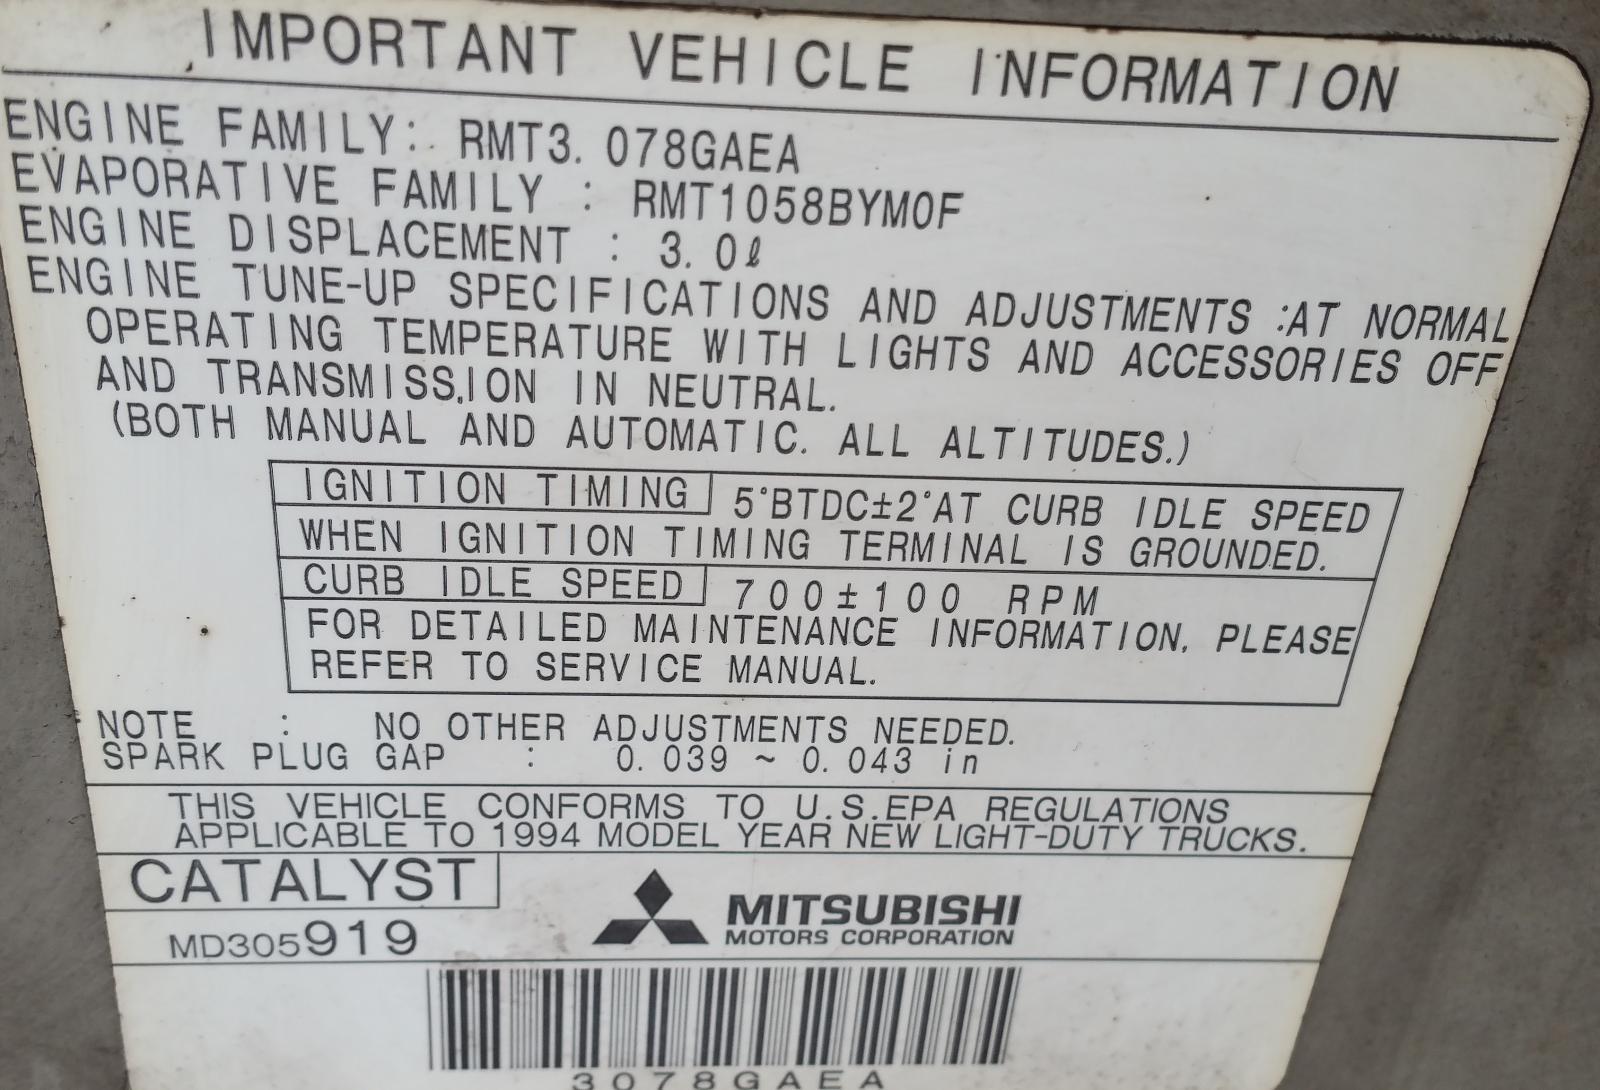 IMPORTANT VEHICLE INFORMATION
ENGINE FAMILY: RMT3. 078GAEA
EVAPORATIVE FAMILY : RMT1058BYM0F
ENGINE DISPLACEMENT : 3. 0ℓ
ENGINE TUNE-UP SPECIFICATIONS AND ADJUSTMENTS :AT NORMAL
OPERATING TEMPERATURE WITH LIGHTS AND ACCESSORIES OFF
AND TRANSMISSION IN NEUTRAL.
(BOTH MANUAL AND AUTOMATIC. ALL ALTITUDES.)
IGNITION TIMING 5°BTDC±2°AT CURB IDLE SPEED
WHEN IGNITION TIMING TERMINAL IS GROUNDED.
CURB IDLE SPEED 700±100 RPM
FOR DETAILED MAINTENANCE INFORMATION, PLEASE
REFER TO SERVICE MANUAL.
NOTE : NO OTHER ADJUSTMENTS NEEDED.
SPARK PLUG GAP : 0. 039 ~ 0. 043 in
THIS VEHICLE CONFORMS TO U.S.EPA REGULATIONS
APPLICABLE TO 1994 MODEL YEAR NEW LIGHT-DUTY TRUCKS.
CATALYST
MD305919
MITSUBISHI
MOTORS CORPORATION
3078GAEA